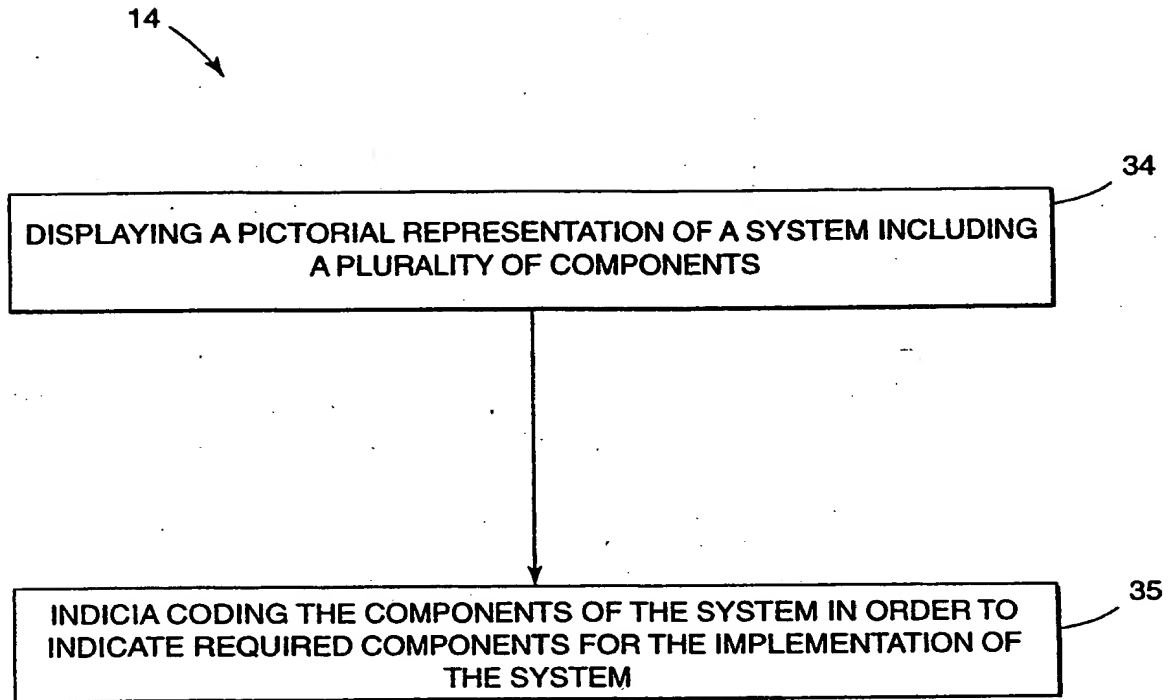 14
34
DISPLAYING A PICTORIAL REPRESENTATION OF A SYSTEM INCLUDING
A PLURALITY OF COMPONENTS
35
INDICIA CODING THE COMPONENTS OF THE SYSTEM IN ORDER TO
INDICATE REQUIRED COMPONENTS FOR THE IMPLEMENTATION OF
THE SYSTEM